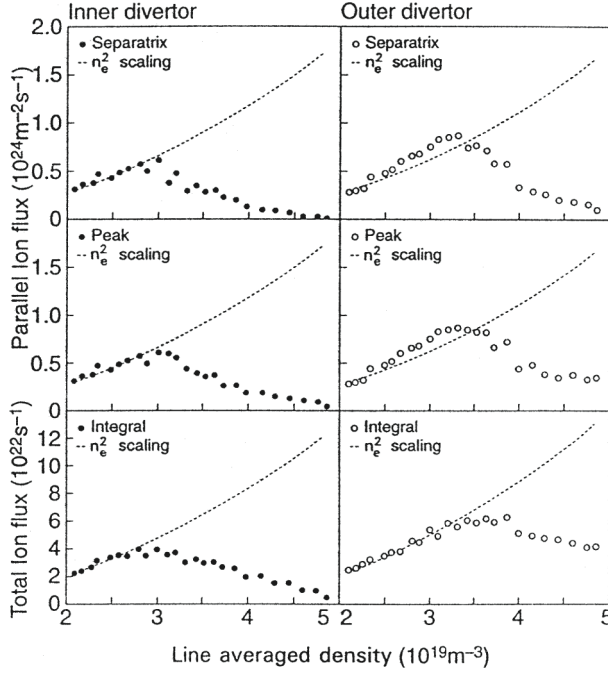 Inner divertor
Outer divertor
2.0
1.5
1.0
0.5
0
Separatrix
n_e^2 scaling
Separatrix
n_e^2 scaling
Parallel Ion flux (10^24 m^-2 s^-1)
1.5
1.0
0.5
0
Peak
n_e^2 scaling
Peak
n_e^2 scaling
Total Ion flux (10^22 s^-1)
12
10
8
6
4
2
0
Integral
n_e^2 scaling
Integral
n_e^2 scaling
2 3 4 5
2 3 4 5
Line averaged density (10^19 m^-3)